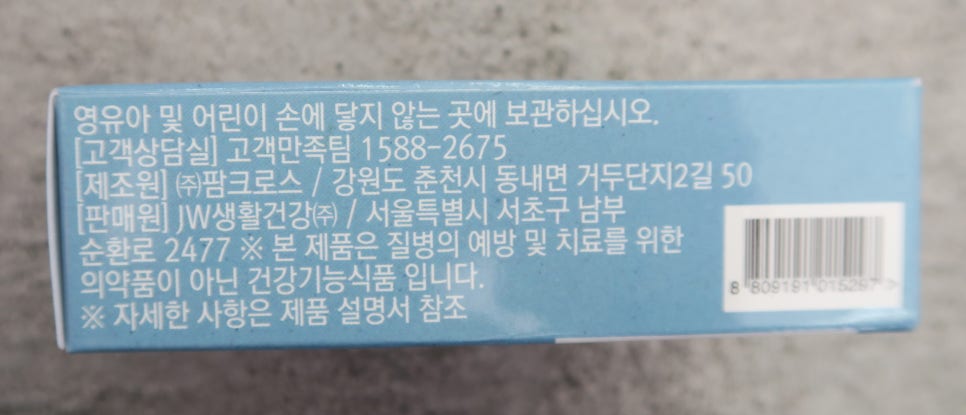 영유아 및 어린이 손에 닿지 않는 곳에 보관하십시오.
[고객상담실] 고객만족팀 1588-2675
[제조원] ㈜팜크로스 / 강원도 춘천시 동내면 거두단지2길 50
[판매원] JW생활건강㈜ / 서울특별시 서초구 남부
순환로 2477 ※ 본 제품은 질병의 예방 및 치료를 위한
의약품이 아닌 건강기능식품 입니다.
※ 자세한 사항은 제품 설명서 참조
8 809191 015297 >